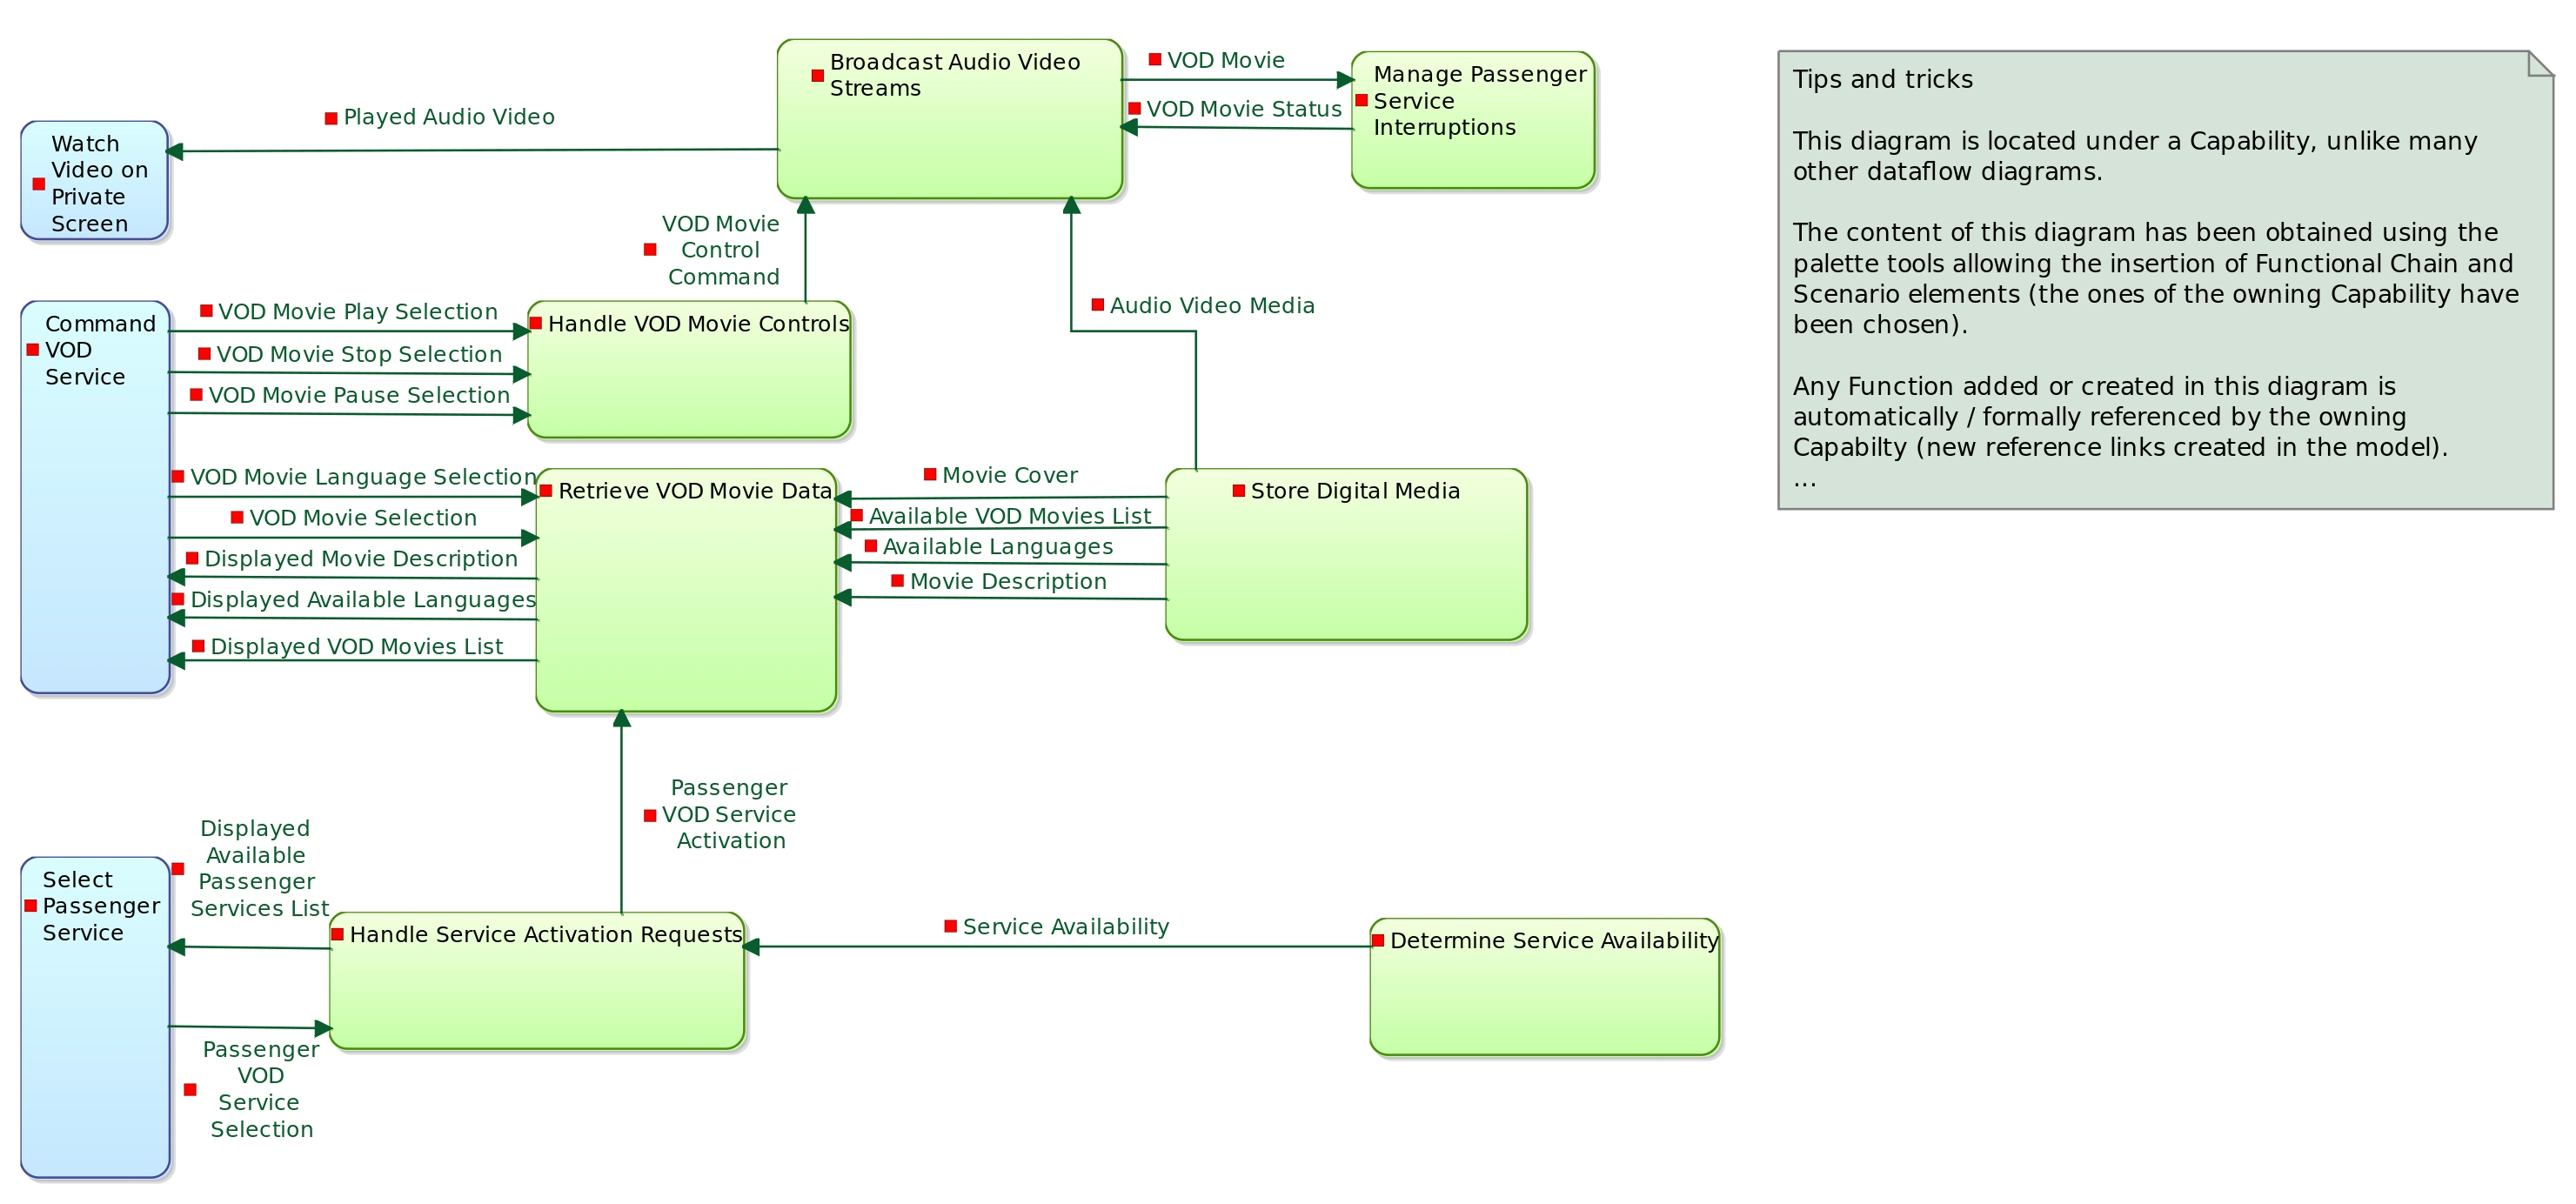 Broadcast Audio Video
Streams
VOD Movie
VOD Movie Status
Manage Passenger
Service
Interruptions
Played Audio Video
Watch
Video on
Private
Screen
VOD Movie
Control
Command
Audio Video Media
Command
VOD
Service
VOD Movie Play Selection
VOD Movie Stop Selection
VOD Movie Pause Selection
Handle VOD Movie Controls
VOD Movie Language Selection
VOD Movie Selection
Displayed Movie Description
Displayed Available Languages
Displayed VOD Movies List
Retrieve VOD Movie Data
Movie Cover
Available VOD Movies List
Available Languages
Movie Description
Store Digital Media
Passenger
VOD Service
Activation
Displayed
Available
Passenger
Services List
Select
Passenger
Service
Handle Service Activation Requests
Service Availability
Determine Service Availability
Passenger
VOD
Service
Selection
Tips and tricks
This diagram is located under a Capability, unlike many
other dataflow diagrams.
The content of this diagram has been obtained using the
palette tools allowing the insertion of Functional Chain and
Scenario elements (the ones of the owning Capability have
been chosen).
Any Function added or created in this diagram is
automatically / formally referenced by the owning
Capabilty (new reference links created in the model).
...